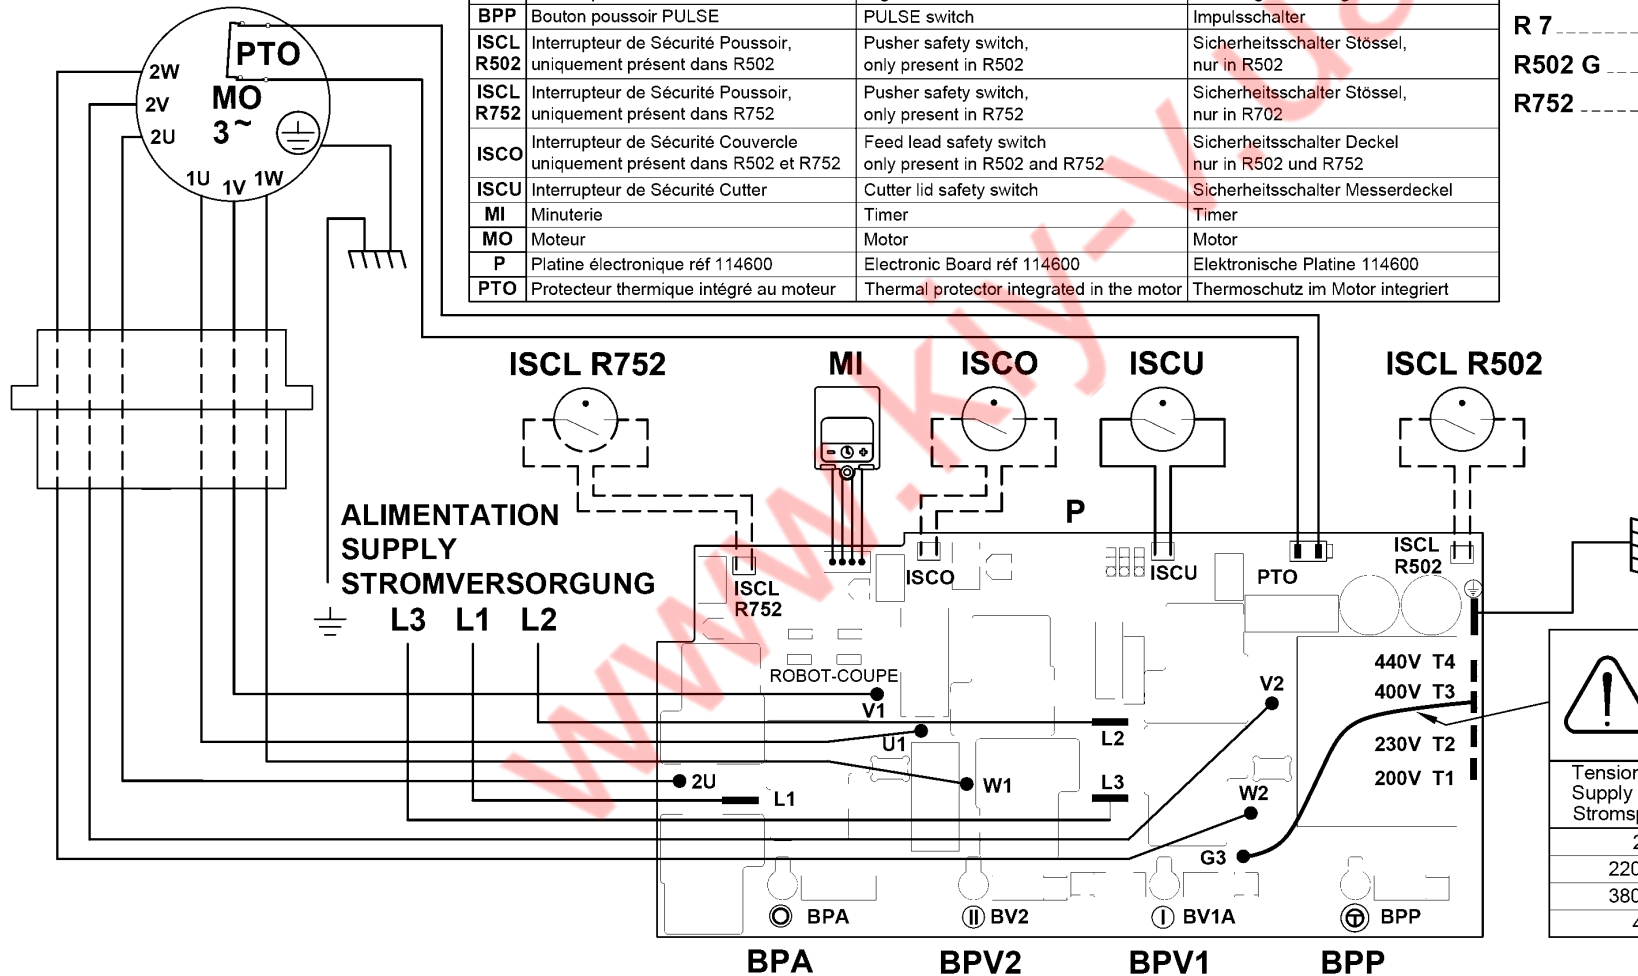 BPP Bouton poussoir PULSE PULSE switch Impulsschalter
ISCL R502 Interrupteur de Sécurité Poussoir, Pusher safety switch, Sicherheitsschalter Stössel,
uniquement présent dans R502 only present in R502 nur in R502
ISCL R752 Interrupteur de Sécurité Poussoir, Pusher safety switch, Sicherheitsschalter Stössel,
uniquement présent dans R752 only present in R752 nur in R702
ISCO Interrupteur de Sécurité Couvercle Feed lead safety switch Sicherheitsschalter Deckel
uniquement présent dans R502 et R752 only present in R502 and R752 nur in R502 und R752
ISCU Interrupteur de Sécurité Cutter Cutter lid safety switch Sicherheitsschalter Messerdeckel
MI Minuterie Timer Timer
MO Moteur Motor Motor
P Platine électronique réf 114600 Electronic Board réf 114600 Elektronische Platine 114600
PTO Protecteur thermique intégré au moteur Thermal protector integrated in the motor Thermoschutz im Motor integriert
R 7
R502 G
R752
PTO
MO
3~
2W
2V
2U
1U 1V 1W
ISCL R752 MI ISCO ISCU ISCL R502
- +
P
ALIMENTATION
SUPPLY
STROMVERSORGUNG
L3 L1 L2
ISCL
R752
ISCO
ISCU
PTO
ISCL
R502
ROBOT-COUPE
V1
U1
2U
L1
W1
L2
L3
V2
W2
G3
440V T4
400V T3
230V T2
200V T1
!
Tension
Supply
BPA
BV2
BV1A
BPP
BPA BPV2 BPV1 BPP
220
380